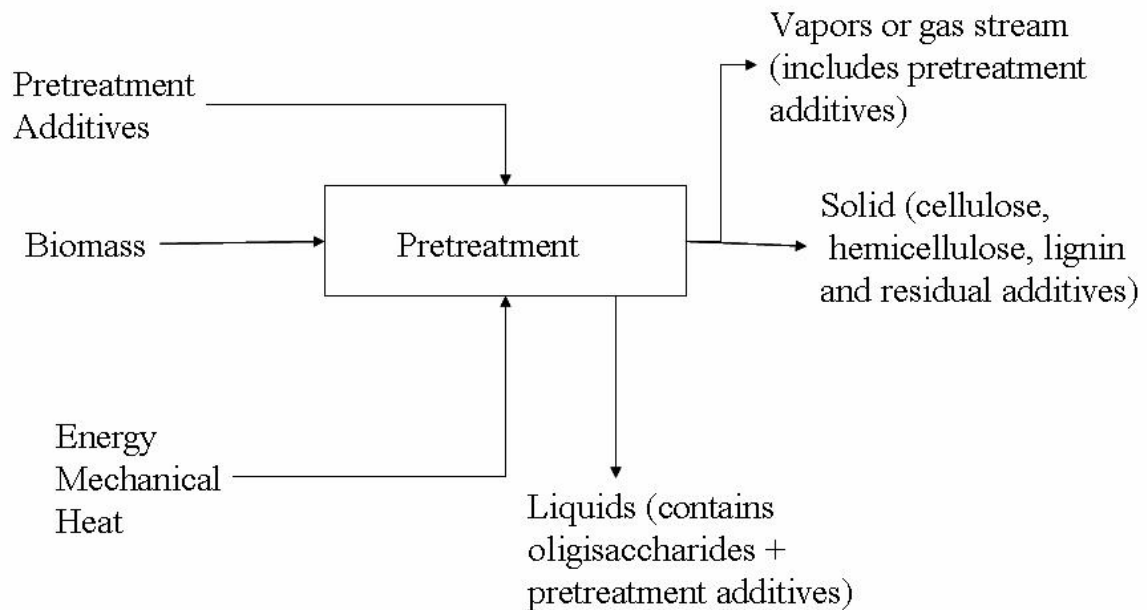 Pretreatment
Additives
Biomass
Energy
Mechanical
Heat
Pretreatment
Vapors or gas stream
(includes pretreatment
additives)
Solid (cellulose,
hemicellulose, lignin
and residual additives)
Liquids (contains
oligisaccharides +
pretreatment additives)